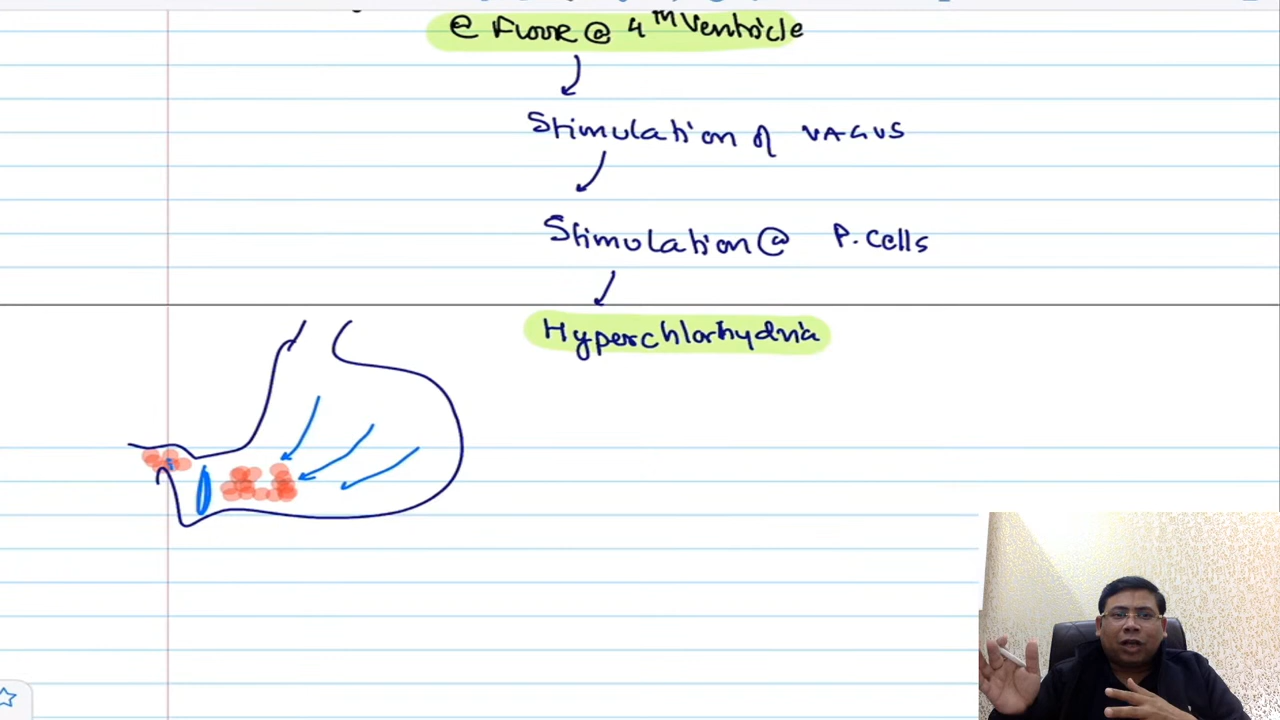 @ Floor @ 4th Ventricle
Stimulation of VAGUS
Stimulation @ P. Cells
Hyperchlorhydria